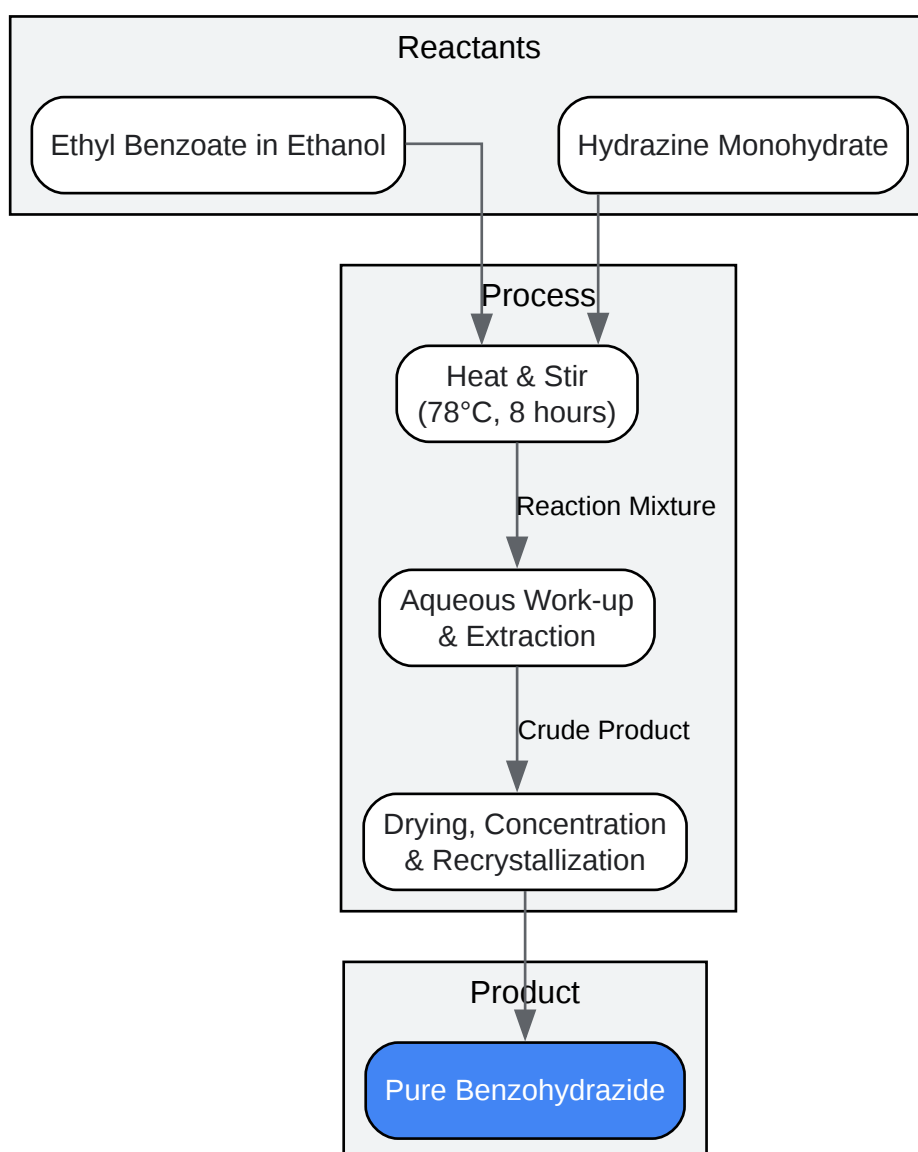 Reactants
Ethyl Benzoate in Ethanol
Hydrazine Monohydrate
Process
Heat & Stir
(78°C, 8 hours)
Reaction Mixture
Aqueous Work-up
& Extraction
Crude Product
Drying, Concentration
& Recrystallization
Product
Pure Benzohydrazide